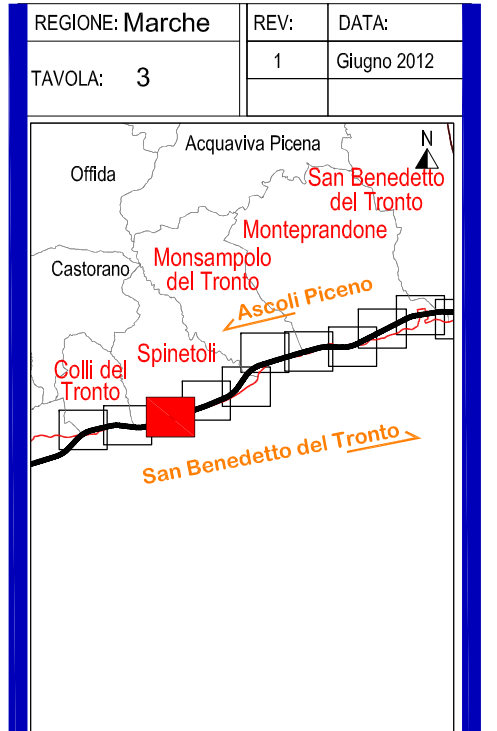 REGIONE: Marche
REV:
DATA:
TAVOLA: 3
1
Giugno 2012
N
Acquaviva Picena
Offida
San Benedetto
del Tronto
Monteprandone
Monsampolo
del Tronto
Castorano
Ascoli Piceno
Spinetoli
Colli del
Tronto
San Benedetto del Tronto